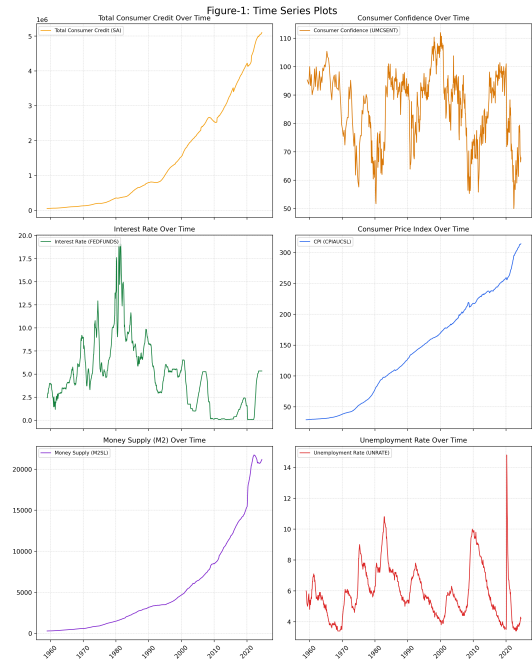 Figure-1: Time Series Plots
Total Consumer Credit Over Time
1e6
Total Consumer Credit (SA)
5
4
3
2
1
0
Consumer Confidence Over Time
Consumer Confidence (UMCSENT)
110
100
90
80
70
60
50
Interest Rate Over Time
Interest Rate (FEDFUNDS)
20.0
17.5
15.0
12.5
10.0
7.5
5.0
2.5
0.0
Consumer Price Index Over Time
CPI (CPIAUCSL)
300
250
200
150
100
50
Money Supply (M2) Over Time
Money Supply (M2SL)
20000
15000
10000
5000
0
1960 1970 1980 1990 2000 2010 2020
Unemployment Rate Over Time
Unemployment Rate (UNRATE)
14
12
10
8
6
4
1960 1970 1980 1990 2000 2010 2020